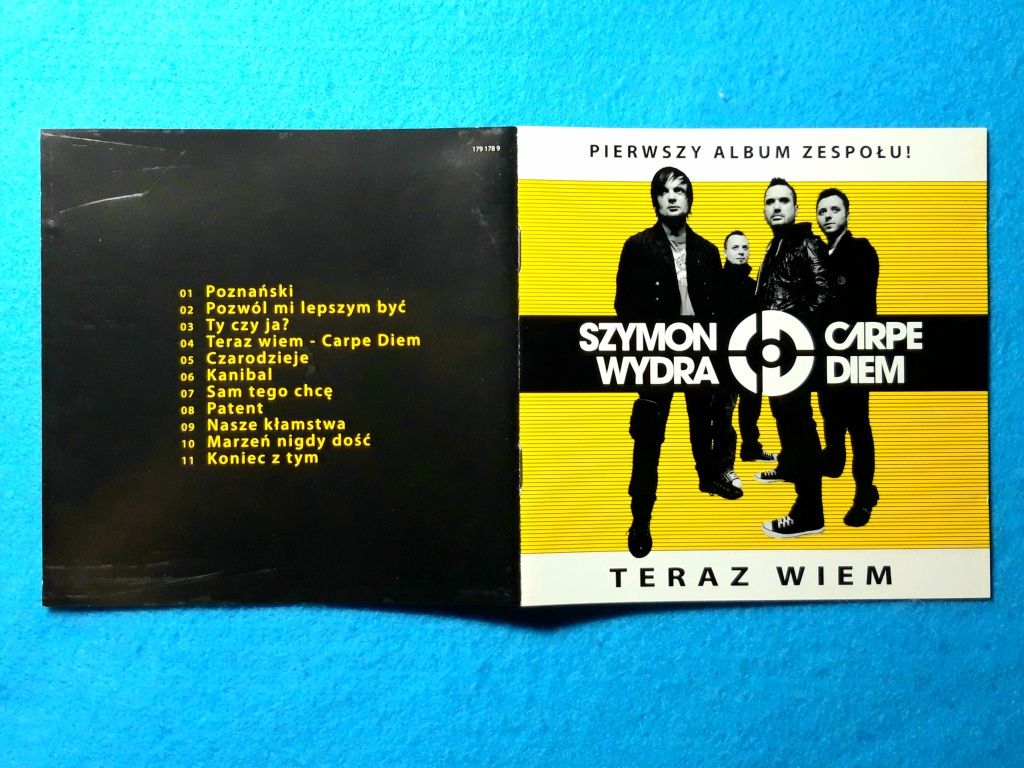 179 178 9
01 Poznański
02 Pozwól mi lepszym być
03 Ty czy ja?
04 Teraz wiem - Carpe Diem
05 Czarodzieje
06 Kanibal
07 Sam tego chcę
08 Patent
09 Nasze kłamstwa
10 Marzeń nigdy dość
11 Koniec z tym
PIERWSZY ALBUM ZESPOŁU!
SZYMON CARPE
WYDRA DIEM
TERAZ WIEM